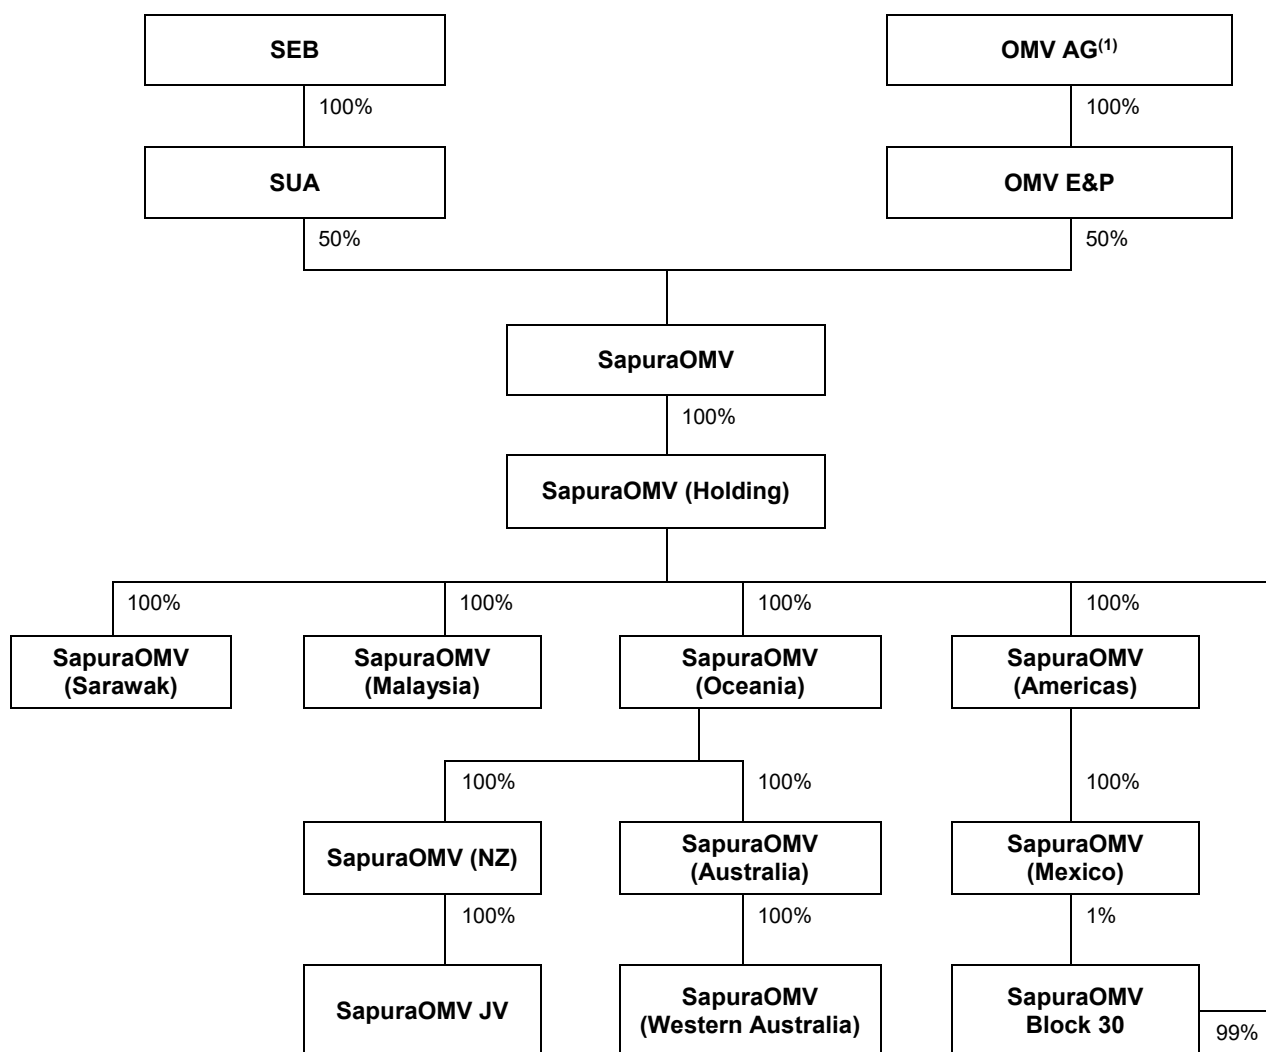 SEB
OMV AG(1)
100%
100%
SUA
OMV E&P
50%
50%
SapuraOMV
100%
SapuraOMV (Holding)
100%
100%
100%
100%
SapuraOMV
(Sarawak)
SapuraOMV
(Malaysia)
SapuraOMV
(Oceania)
SapuraOMV
(Americas)
100%
100%
100%
SapuraOMV (NZ)
SapuraOMV
(Australia)
SapuraOMV
(Mexico)
100%
100%
1%
SapuraOMV JV
SapuraOMV
(Western Australia)
SapuraOMV
Block 30
99%